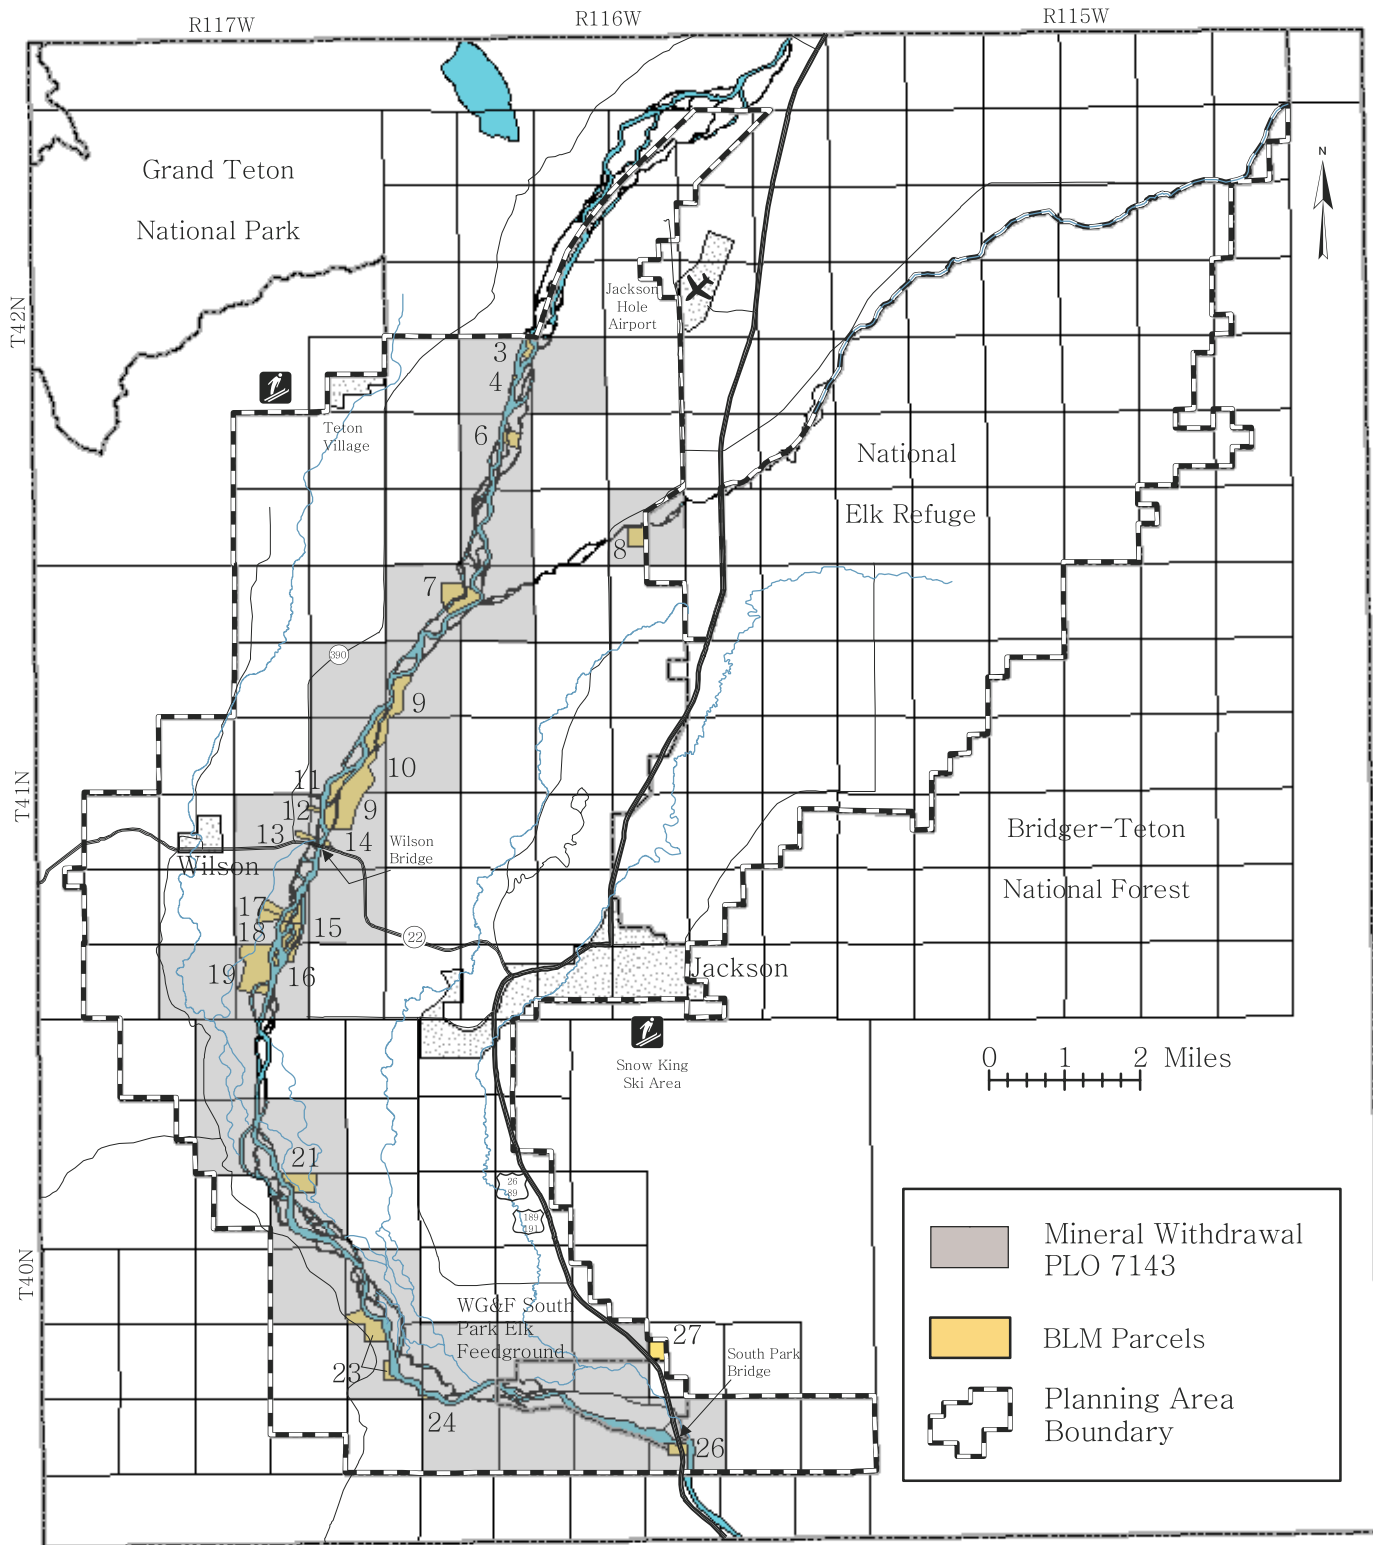 R117W
R116W
R115W
Grand Teton
National Park
N
T42N
Jackson
Hole
Airport
3
4
Teton
Village
6
National
Elk Refuge
8
7
390
9
10
11
12
9
T41N
13
14
Wilson
Bridge
Wilson
Bridger-Teton
National Forest
17
15
18
22
19
16
Jackson
Snow King
Ski Area
0 1 2 Miles
21
26
89
189
191
T40N
Mineral Withdrawal
PLO 7143
WG&F South
Park Elk
Feedground
27
BLM Parcels
South Park
Bridge
23
24
26
Planning Area
Boundary